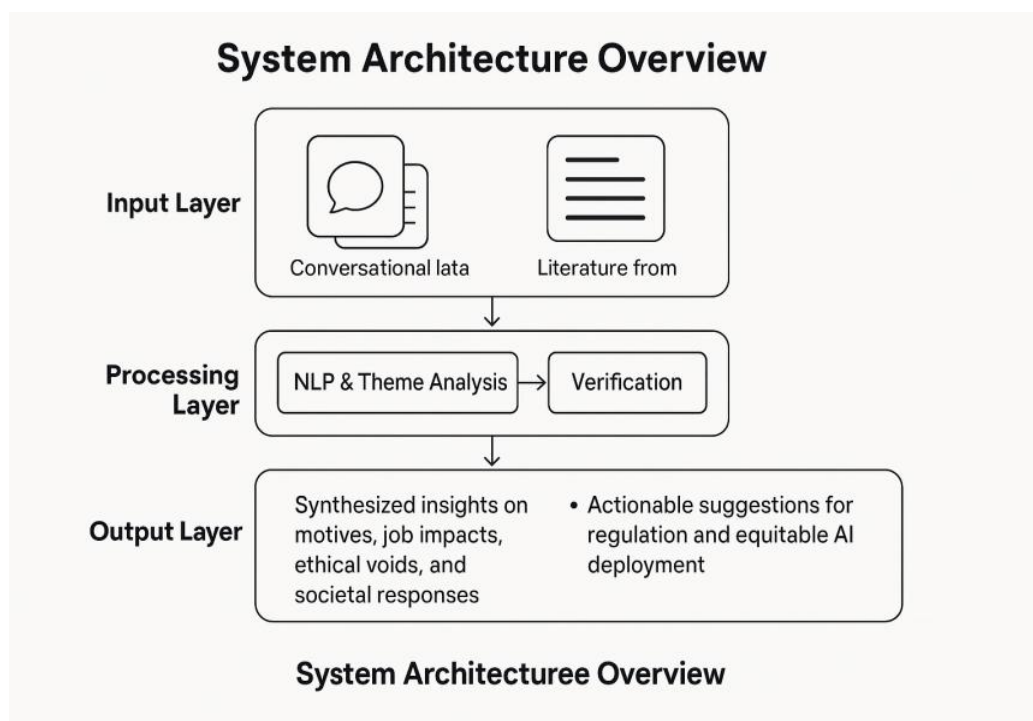 System Architecture Overview
Input Layer
Conversational lata
Literature from
Processing
Layer
NLP & Theme Analysis
Verification
Output Layer
Synthesized insights on
motives, job impacts,
ethical voids, and
societal responses
• Actionable suggestions for
regulation and equitable AI
deployment
System Architecturee Overview